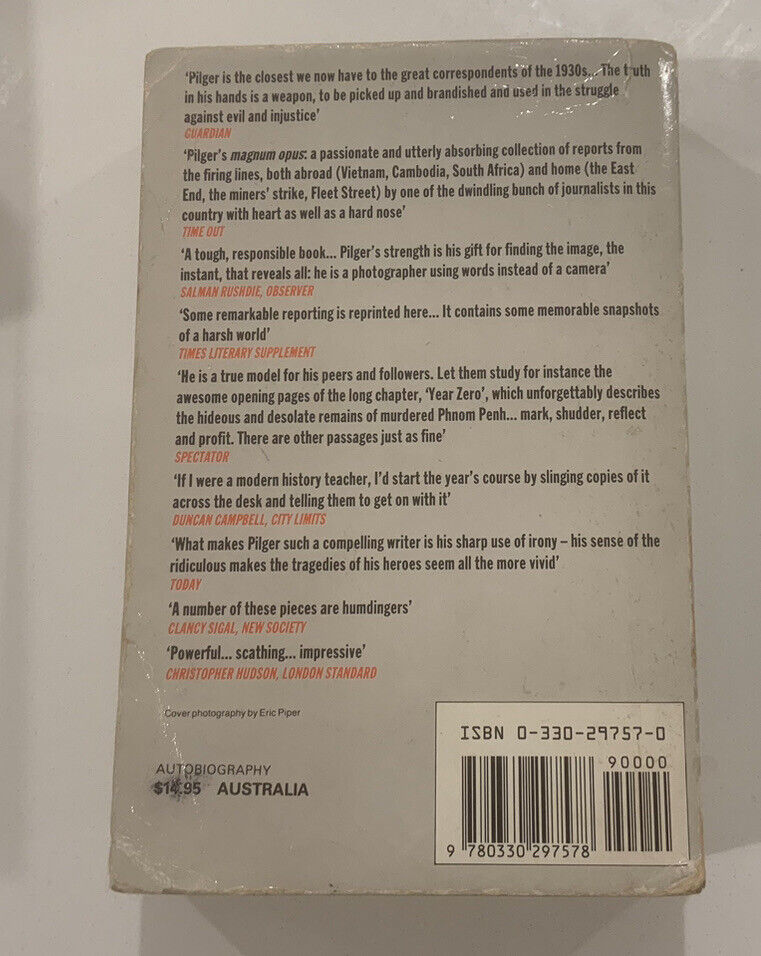 'Pilger is the closest we now have to the great correspondents of the 1930s... The truth
in his hands is a weapon, to be picked up and brandished and used in the struggle
against evil and injustice'
GUARDIAN
'Pilger's magnum opus: a passionate and utterly absorbing collection of reports from
the firing lines, both abroad (Vietnam, Cambodia, South Africa) and home (the East
End, the miners' strike, Fleet Street) by one of the dwindling bunch of journalists in this
country with heart as well as a hard nose'
TIME OUT
'A tough, responsible book... Pilger's strength is his gift for finding the image, the
instant, that reveals all: he is a photographer using words instead of a camera'
SALMAN RUSHDIE, OBSERVER
'Some remarkable reporting is reprinted here... It contains some memorable snapshots
of a harsh world'
TIMES LITERARY SUPPLEMENT
'He is a true model for his peers and followers. Let them study for instance the
awesome opening pages of the long chapter, 'Year Zero', which unforgettably describes
the hideous and desolate remains of murdered Phnom Penh... mark, shudder, reflect
and profit. There are other passages just as fine'
SPECTATOR
'If I were a modern history teacher, I'd start the year's course by slinging copies of it
across the desk and telling them to get on with it'
DUNCAN CAMPBELL, CITY LIMITS
'What makes Pilger such a compelling writer is his sharp use of irony – his sense of the
ridiculous makes the tragedies of his heroes seem all the more vivid'
TODAY
'A number of these pieces are humdingers'
CLANCY SIGAL, NEW SOCIETY
'Powerful... scathing... impressive'
CHRISTOPHER HUDSON, LONDON STANDARD
Cover photography by Eric Piper
AUTOBIOGRAPHY
$14.95 AUSTRALIA
ISBN 0-330-29757-0
90000
9 780330 297578